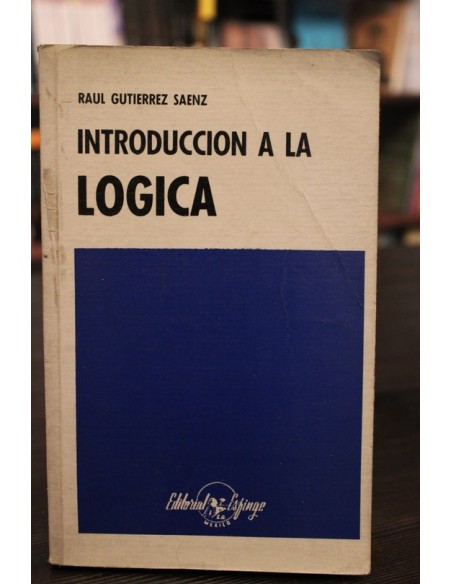 RAUL GUTIERREZ SAENZ
INTRODUCCION A LA
LOGICA
Editorial Esfinge
MEXICO